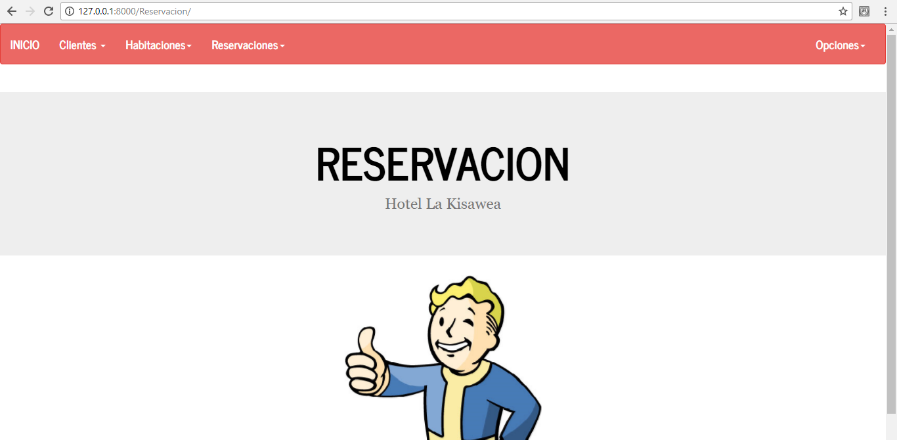 127.0.0.1:8000/Reservacion/
INICIO Clientes Habitaciones Reservaciones Opciones
RESERVACION
Hotel La Kisawea